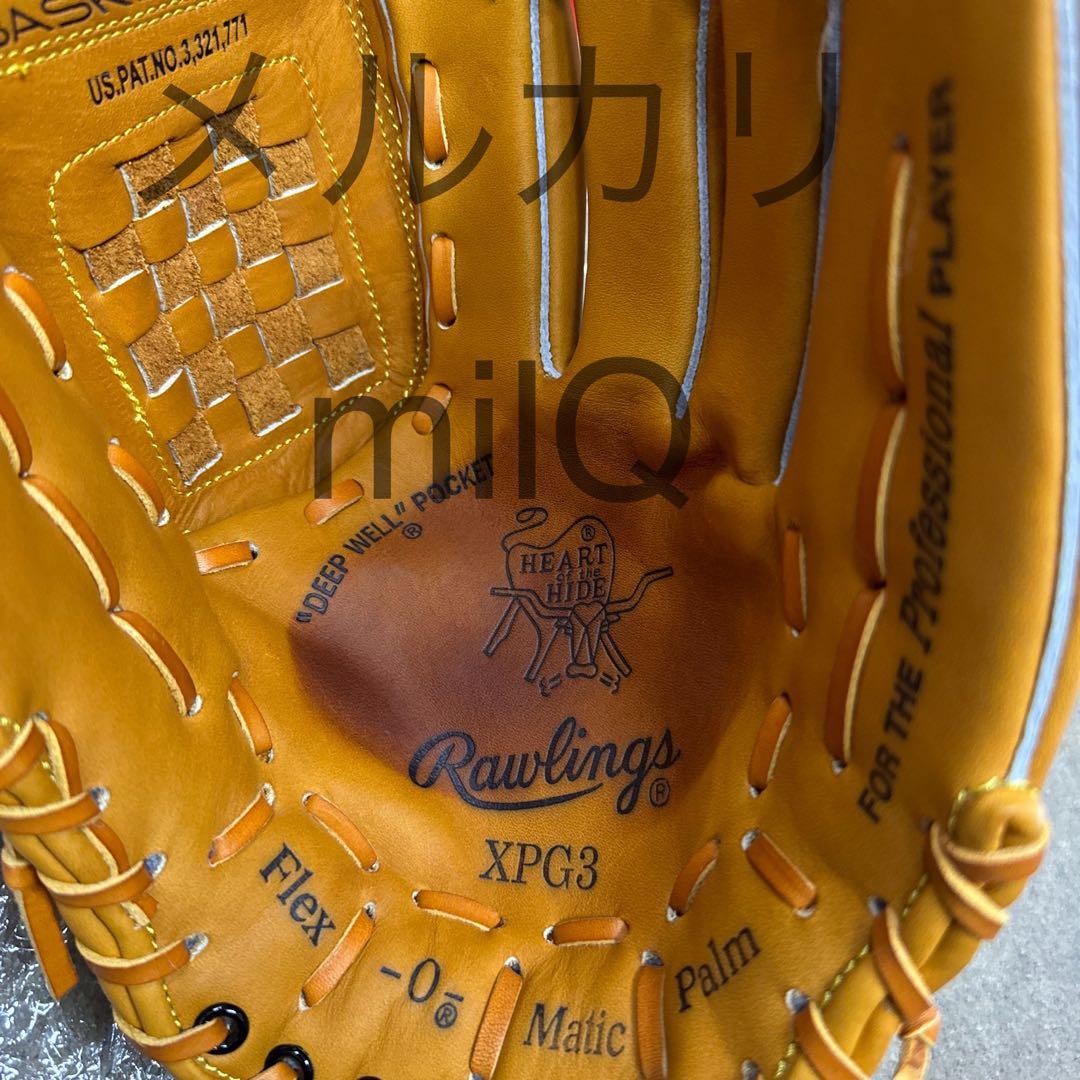 BASK
US.PAT.NO.3,321,771
メルカリ
milQ
"DEEP WELL" POCKET
®
®
HEART
of the
HIDE
Rawlings®
XPG3
Flex
-O-®
Matic
Palm
FOR THE Professional PLAYER